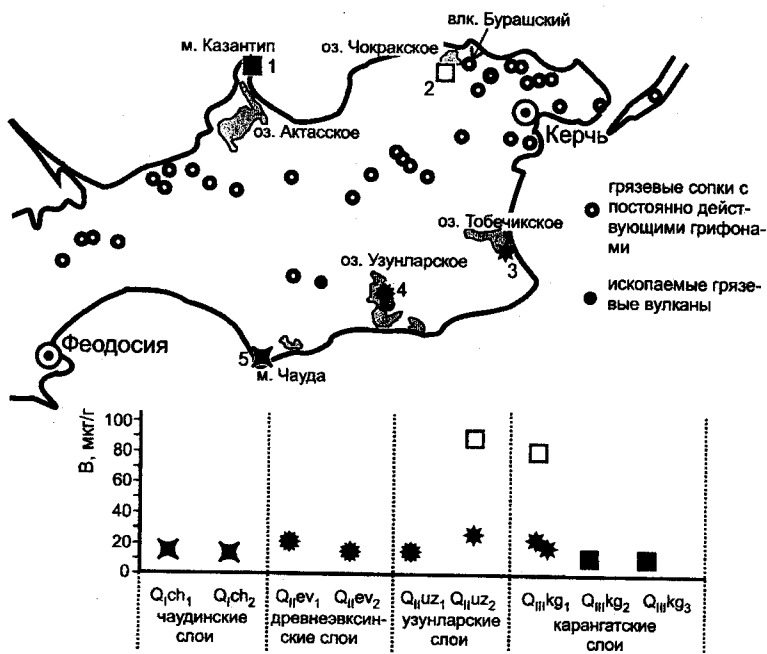 влк. Бурашский
м. Казантип
оз. Чокракское
1
2
оз. Актасское
Керчь
грязевые сопки с
постоянно дейст-
вующими грифона-
ми
оз. Тобечикское
3
оз. Узунларское
4
ископаемые грязе-
вые вулканы
Феодосия
5
м. Чауда
B, мкг/г
100
80
60
40
20
0
QIch1 QIch2 QIIev1 QIIev2 QIIuz1 QIIuz2 QIIIkg1 QIIIkg2 QIIIkg3
чаудинские древнеэвксин- узунларские карангатские
слои ские слои слои слои